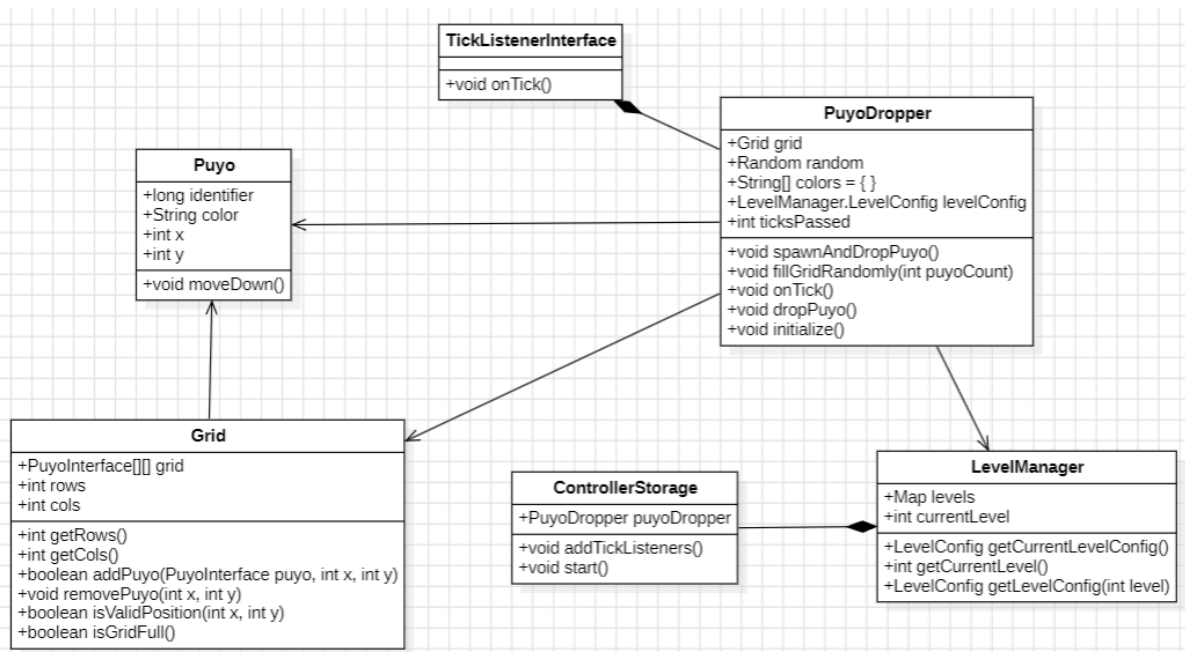 TickListenerInterface
+void onTick()
PuyoDropper
+Grid grid
+Random random
+String[] colors = { }
+LevelManager.LevelConfig levelConfig
+int ticksPassed
+void spawnAndDropPuyo()
+void fillGridRandomly(int puyoCount)
+void onTick()
+void dropPuyo()
+void initialize()
Puyo
+long identifier
+String color
+int x
+int y
+void moveDown()
Grid
+PuyoInterface[][] grid
+int rows
+int cols
+int getRows()
+int getCols()
+boolean addPuyo(PuyoInterface puyo, int x, int y)
+void removePuyo(int x, int y)
+boolean isValidPosition(int x, int y)
+boolean isGridFull()
ControllerStorage
+PuyoDropper puyoDropper
+void addTickListeners()
+void start()
LevelManager
+Map levels
+int currentLevel
+LevelConfig getCurrentLevelConfig()
+int getCurrentLevel()
+LevelConfig getLevelConfig(int level)